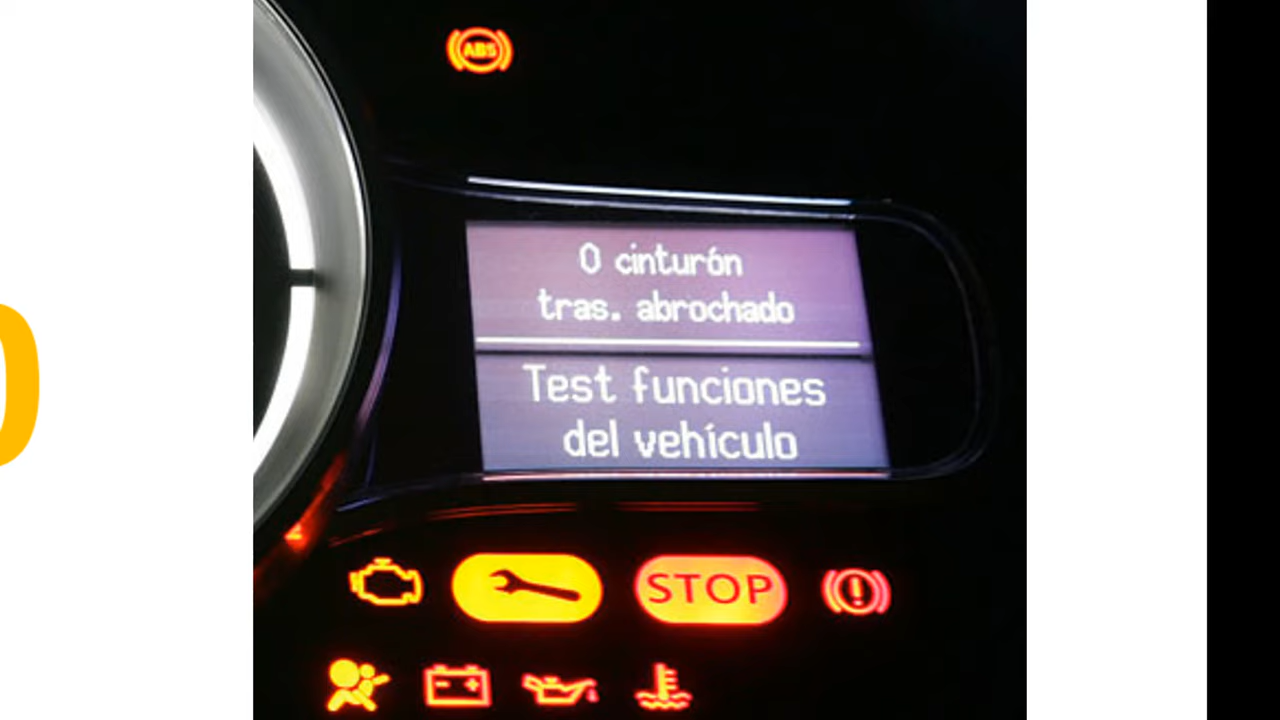 ABS
0 cinturón
tras. abrochado
Test funciones
del vehículo
STOP